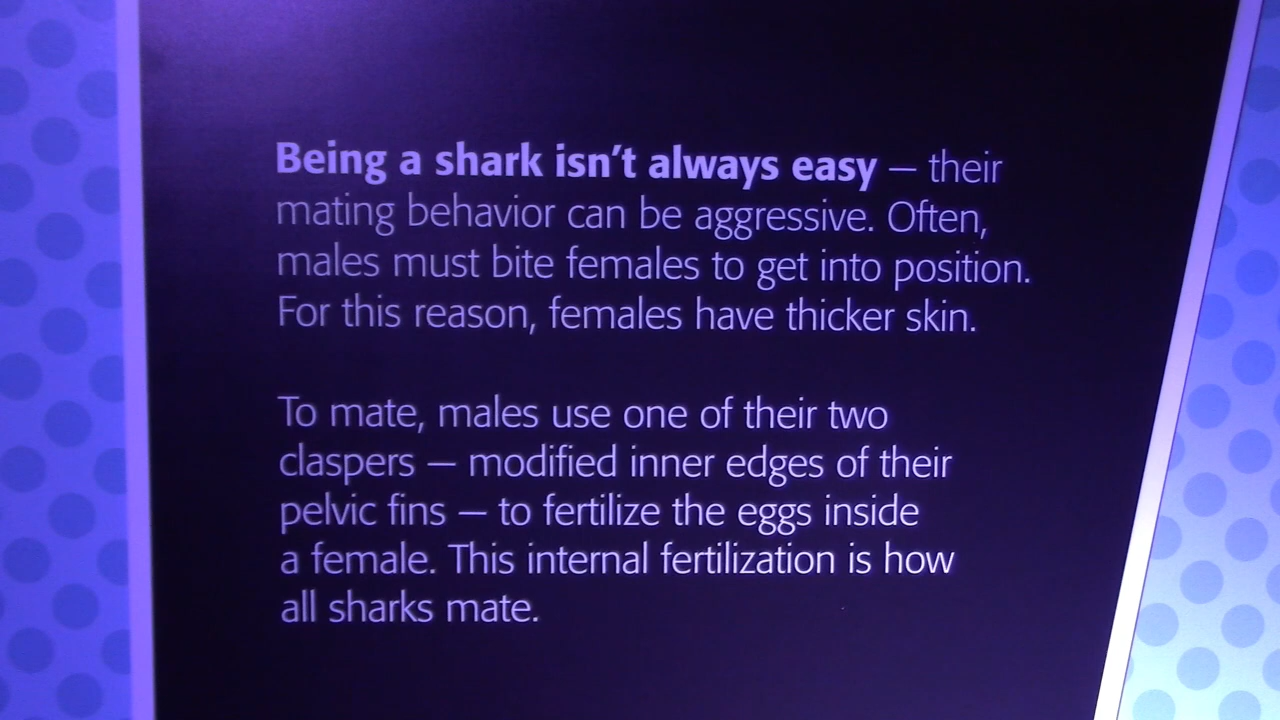 Being a shark isn't always easy – their
mating behavior can be aggressive. Often,
males must bite females to get into position.
For this reason, females have thicker skin.
To mate, males use one of their two
claspers – modified inner edges of their
pelvic fins – to fertilize the eggs inside
a female. This internal fertilization is how
all sharks mate.